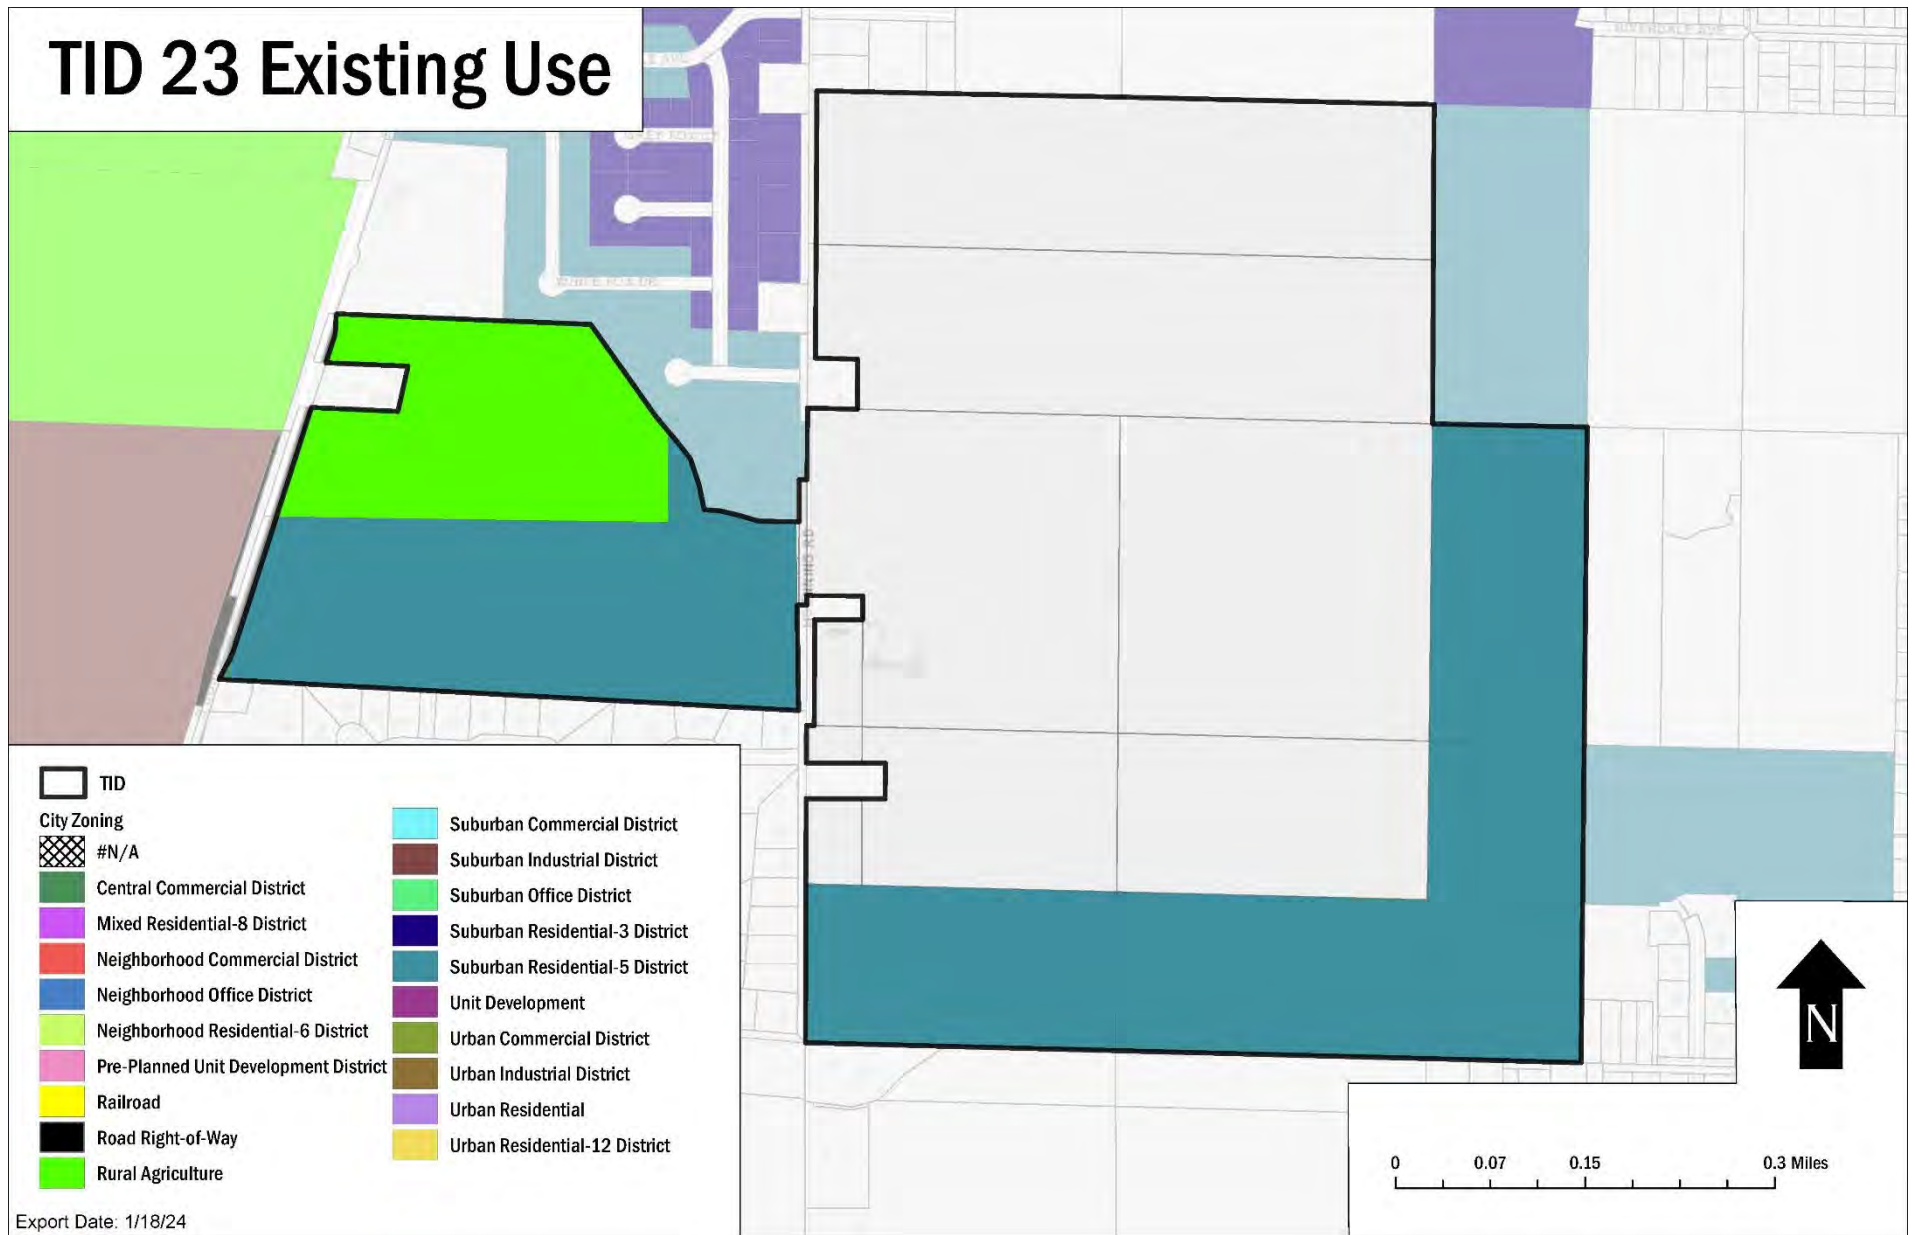 TID 23 Existing Use
TID
City Zoning
#N/A
Central Commercial District
Mixed Residential-8 District
Neighborhood Commercial District
Neighborhood Office District
Neighborhood Residential-6 District
Pre-Planned Unit Development District
Railroad
Road Right-of-Way
Rural Agriculture
Suburban Commercial District
Suburban Industrial District
Suburban Office District
Suburban Residential-3 District
Suburban Residential-5 District
Unit Development
Urban Commercial District
Urban Industrial District
Urban Residential
Urban Residential-12 District
Export Date: 1/18/24
N
0 0.07 0.15 0.3 Miles